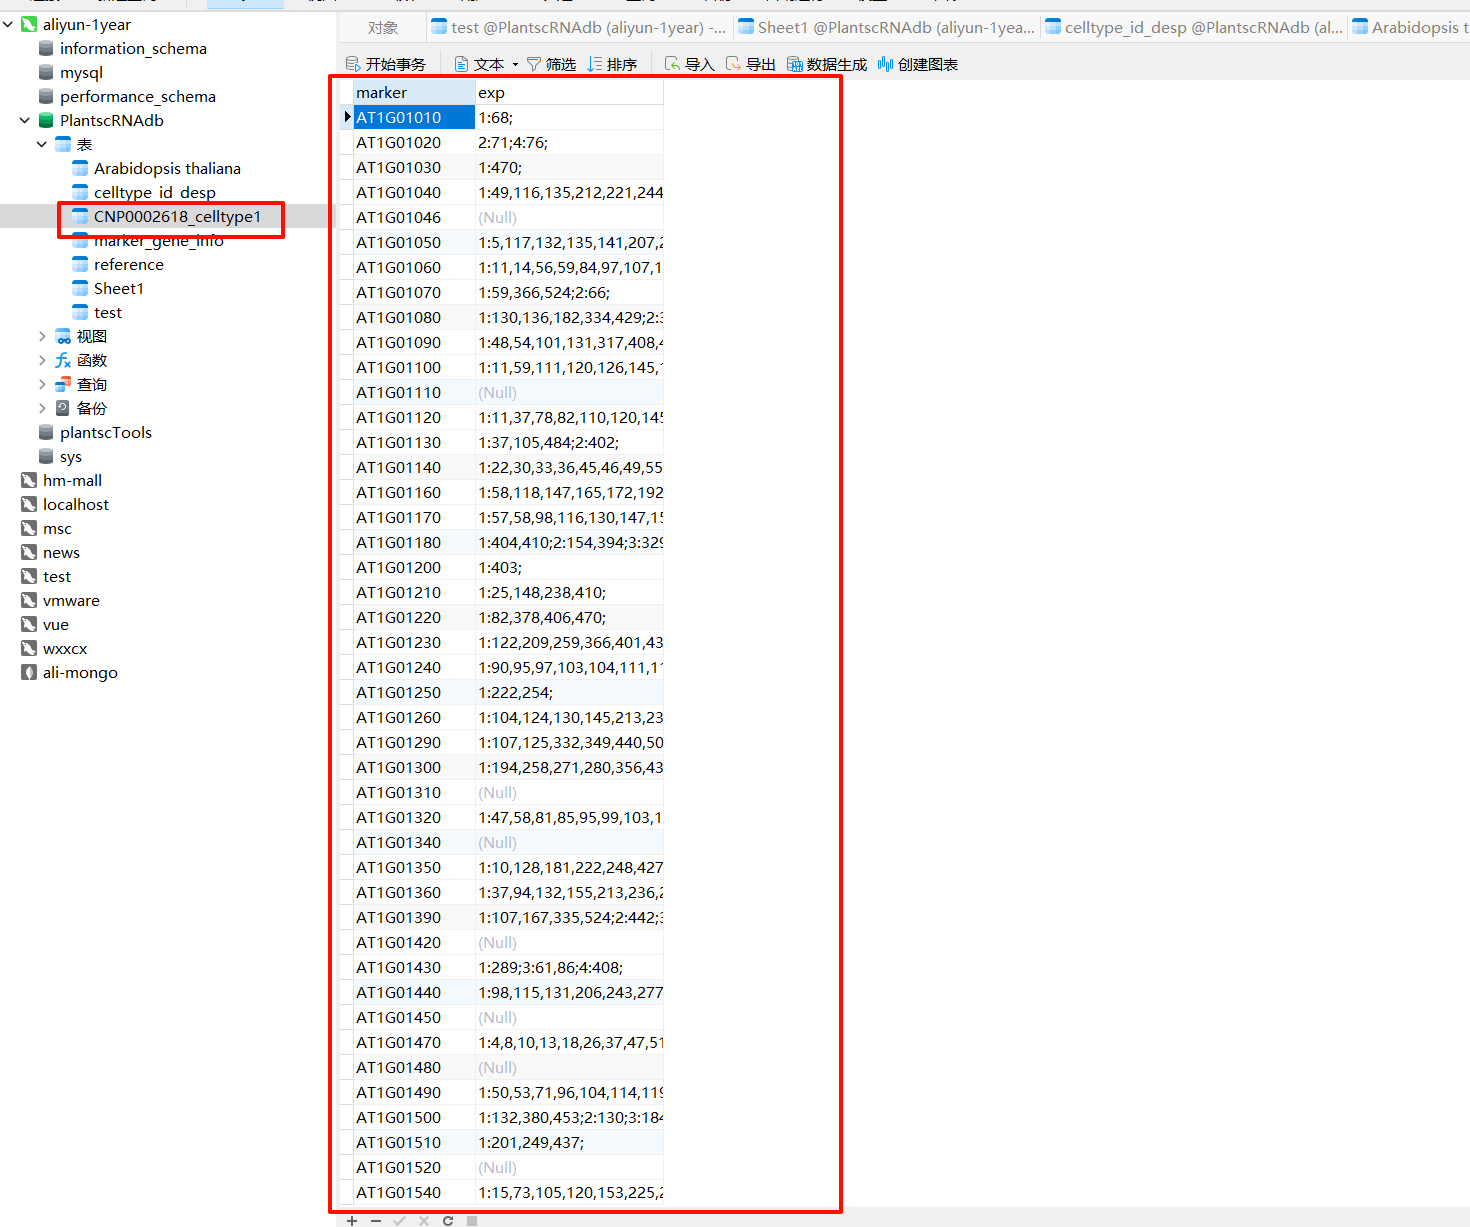 aliyun-1year
information_schema
mysql
performance_schema
PlantscRNAdb
表
Arabidopsis thaliana
celltype_id_desp
CNP0002618_celltype1
marker_gene_info
reference
Sheet1
test
视图
函数
查询
备份
plantscTools
sys
hm-mall
localhost
msc
news
test
vmware
vue
wxxcx
ali-mongo
对象 test @PlantscRNAdb (aliyun-1year) -... Sheet1 @PlantscRNAdb (aliyun-1yea... celltype_id_desp @PlantscRNAdb (al... Arabidopsis t
开始事务 文本 筛选 排序 导入 导出 数据生成 创建图表
marker exp
AT1G01010 1:68;
AT1G01020 2:71;4:76;
AT1G01030 1:470;
AT1G01040 1:49,116,135,212,221,244
AT1G01046 (Null)
AT1G01050 1:5,117,132,135,141,207,2
AT1G01060 1:11,14,56,59,84,97,107,1
AT1G01070 1:59,366,524;2:66;
AT1G01080 1:130,136,182,334,429;2:3
AT1G01090 1:48,54,101,131,317,408,4
AT1G01100 1:11,59,111,120,126,145,1
AT1G01110 (Null)
AT1G01120 1:11,37,78,82,110,120,145
AT1G01130 1:37,105,484;2:402;
AT1G01140 1:22,30,33,36,45,46,49,55
AT1G01160 1:58,118,147,165,172,192
AT1G01170 1:57,58,98,116,130,147,15
AT1G01180 1:404,410;2:154,394;3:329
AT1G01200 1:403;
AT1G01210 1:25,148,238,410;
AT1G01220 1:82,378,406,470;
AT1G01230 1:122,209,259,366,401,43
AT1G01240 1:90,95,97,103,104,111,11
AT1G01250 1:222,254;
AT1G01260 1:104,124,130,145,213,23
AT1G01290 1:107,125,332,349,440,50
AT1G01300 1:194,258,271,280,356,43
AT1G01310 (Null)
AT1G01320 1:47,58,81,85,95,99,103,1
AT1G01340 (Null)
AT1G01350 1:10,128,181,222,248,427
AT1G01360 1:37,94,132,155,213,236,2
AT1G01390 1:107,167,335,524;2:442;3
AT1G01420 (Null)
AT1G01430 1:289;3:61,86;4:408;
AT1G01440 1:98,115,131,206,243,277
AT1G01450 (Null)
AT1G01470 1:4,8,10,13,18,26,37,47,51
AT1G01480 (Null)
AT1G01490 1:50,53,71,96,104,114,119
AT1G01500 1:132,380,453;2:130;3:184
AT1G01510 1:201,249,437;
AT1G01520 (Null)
AT1G01540 1:15,73,105,120,153,225,2